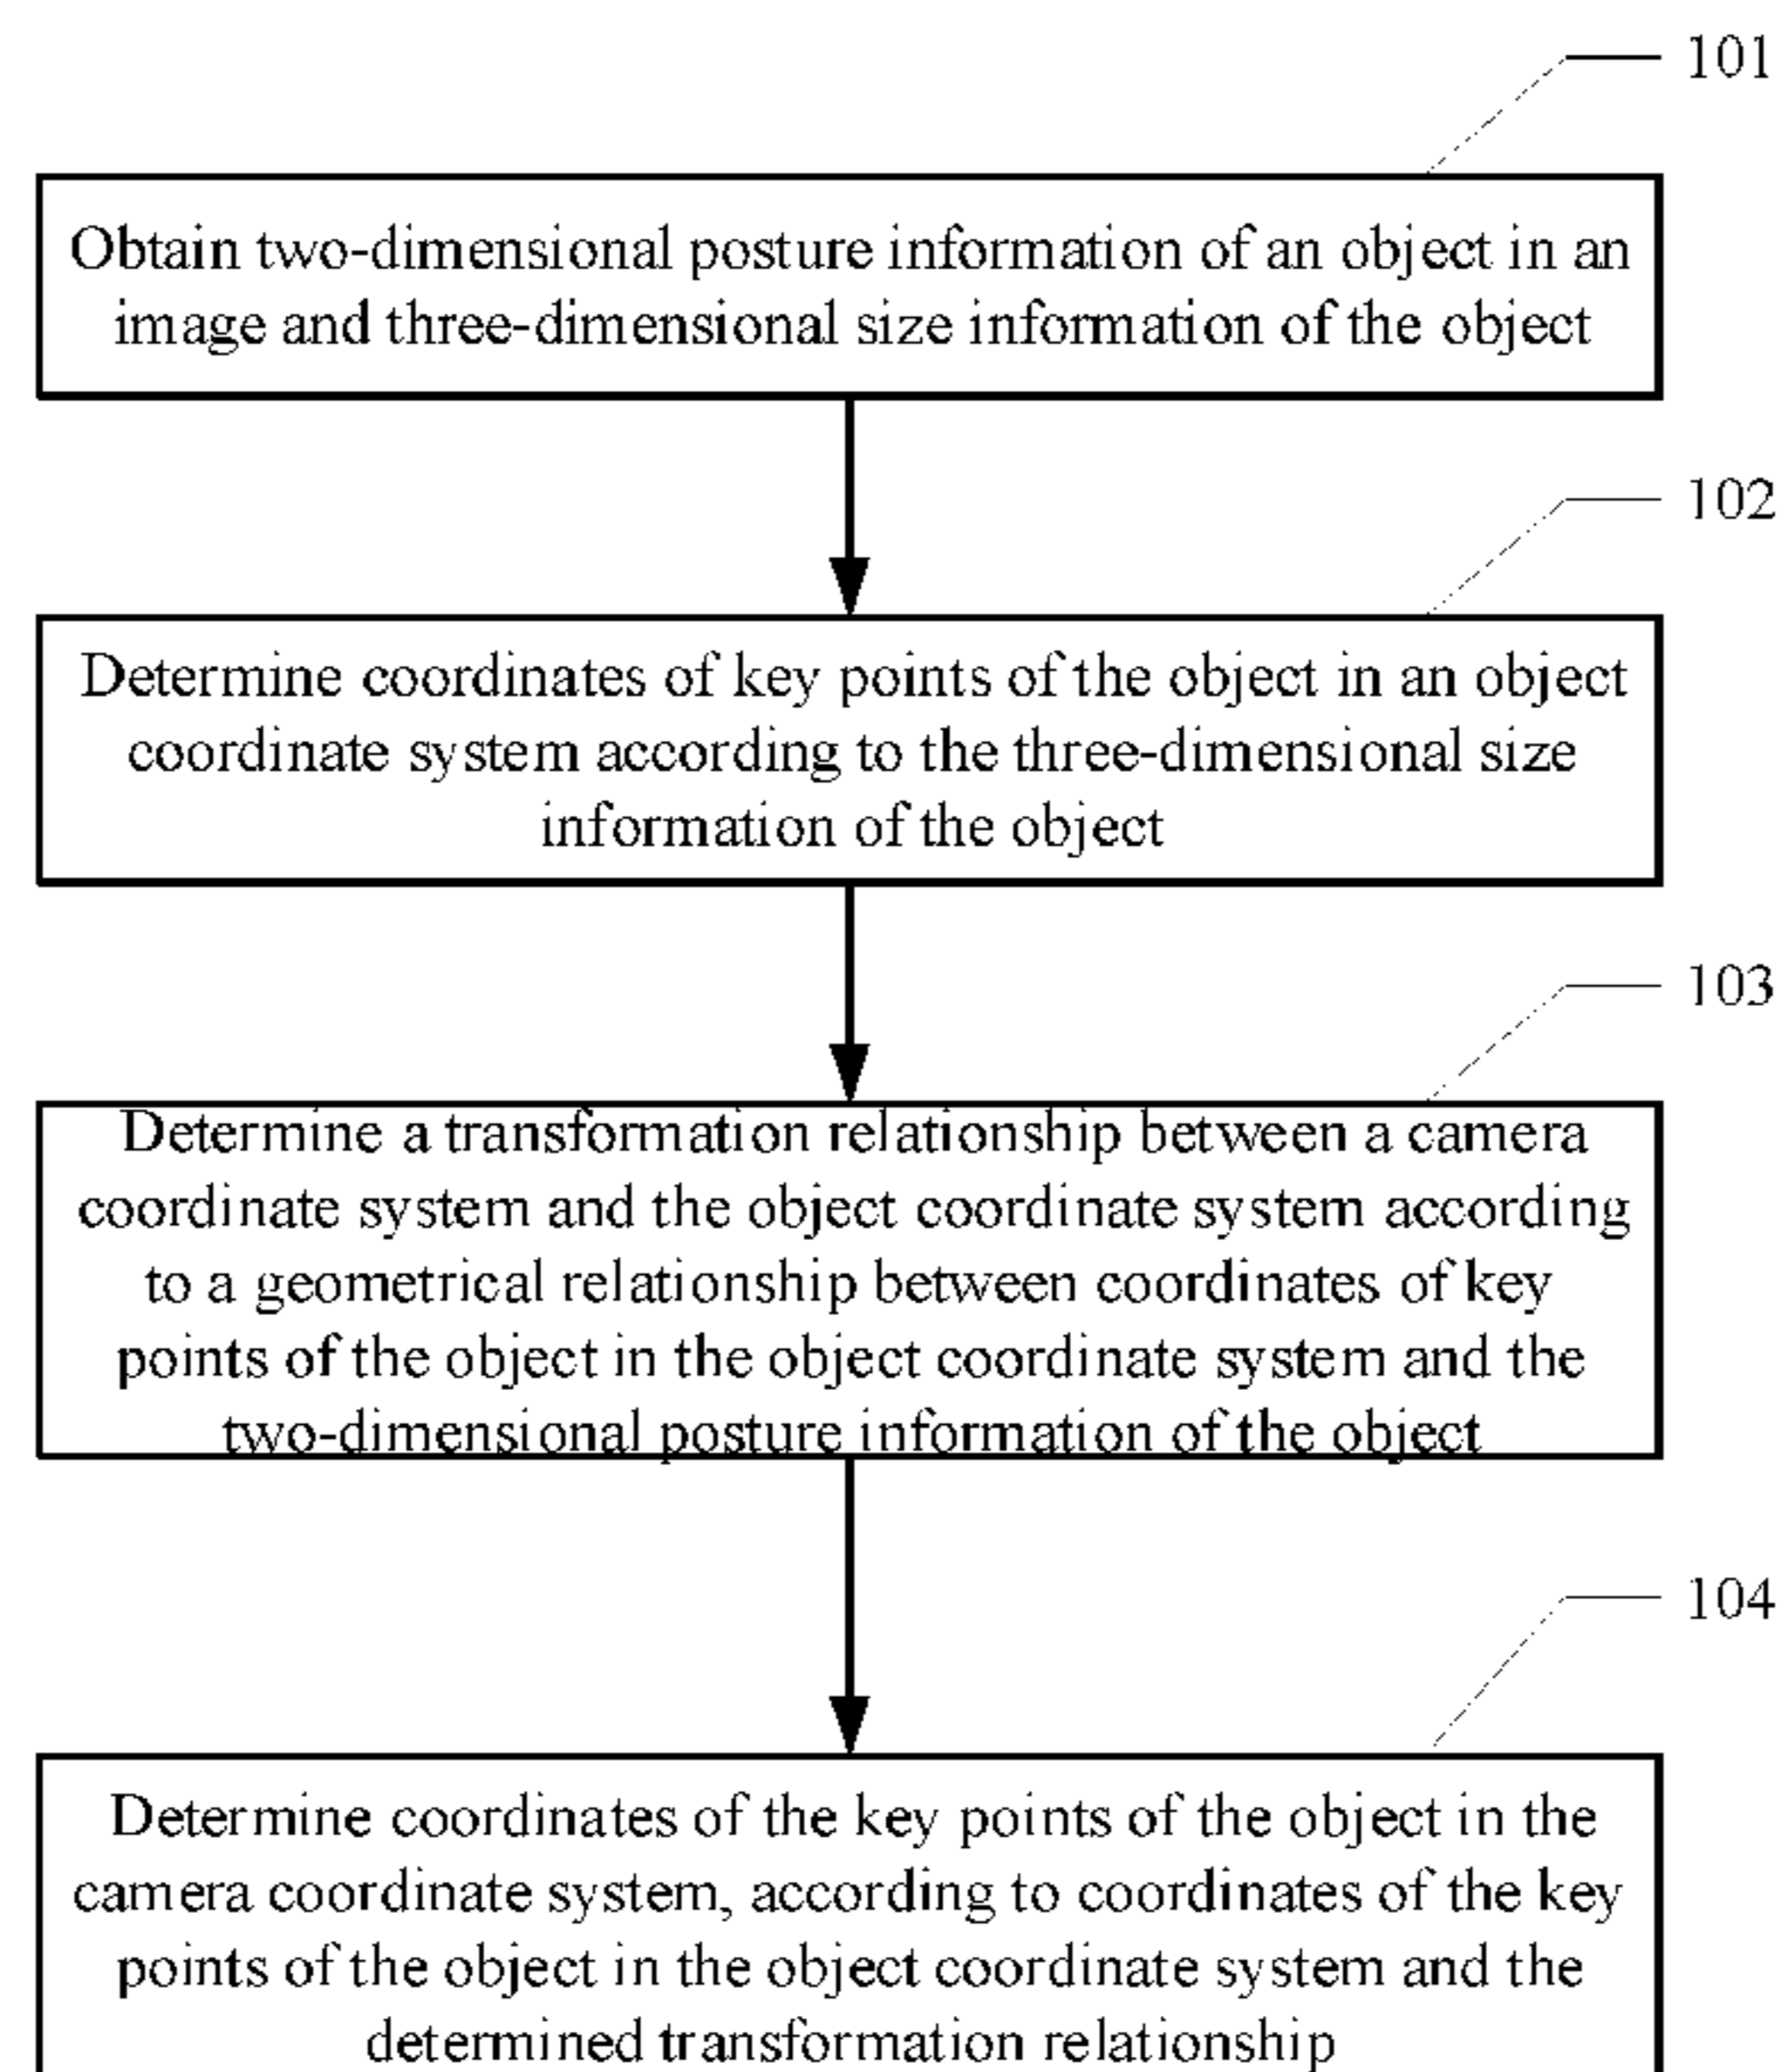 101
Obtain two-dimensional posture information of an object in an
image and three-dimensional size information of the object
102
Determine coordinates of key points of the object in an object
coordinate system according to the three-dimensional size
information of the object
103
Determine a transformation relationship between a camera
coordinate system and the object coordinate system according
to a geometrical relationship between coordinates of key
points of the object in the object coordinate system and the
two-dimensional posture information of the object
104
Determine coordinates of the key points of the object in the
camera coordinate system, according to coordinates of the key
points of the object in the object coordinate system and the
determined transformation relationship